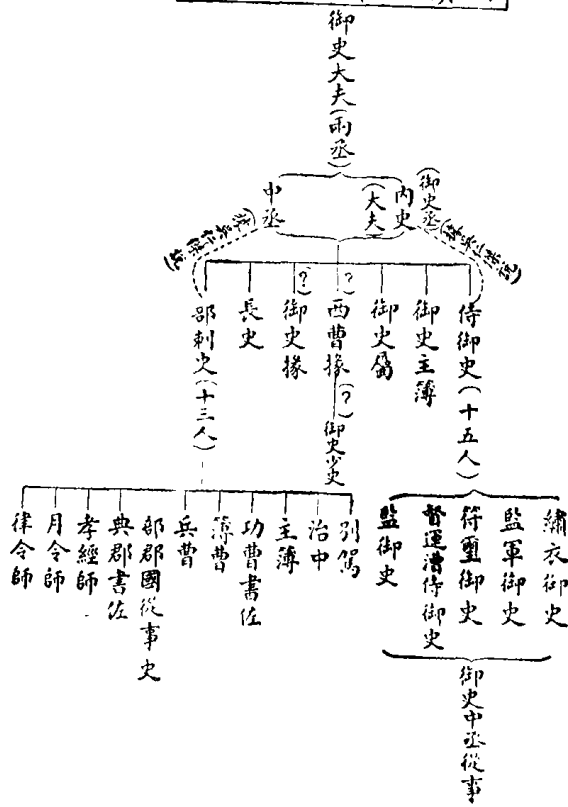 御史大夫(兩丞)
(御史丞)
內史
(大夫)
中丞
侍御史(十五人)
御史主簿
御史屬
西曹掾(?)
(?)
御史少史
御史掾
(?)
長史
部刺史(十三人)
繡衣御史
監軍御史
符璽御史
督運漕侍御史
監御史
御史中丞從事
別駕
治中
主簿
功曹書佐
簿曹
兵曹
部郡國從事史
典郡書佐
孝經師
月令師
律令師